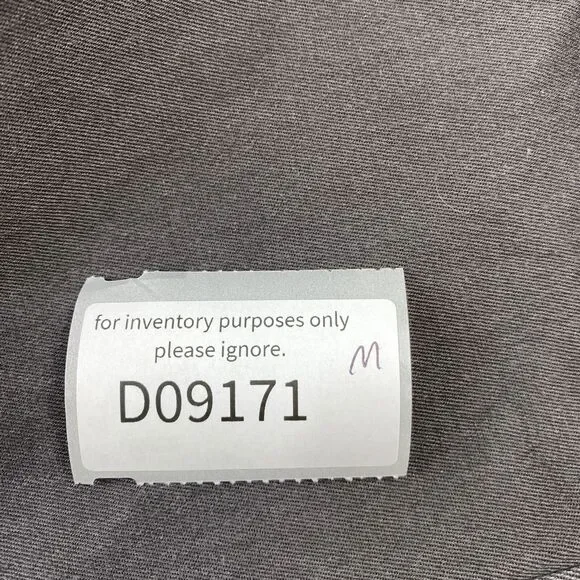 for inventory purposes only
please ignore.
M
D09171